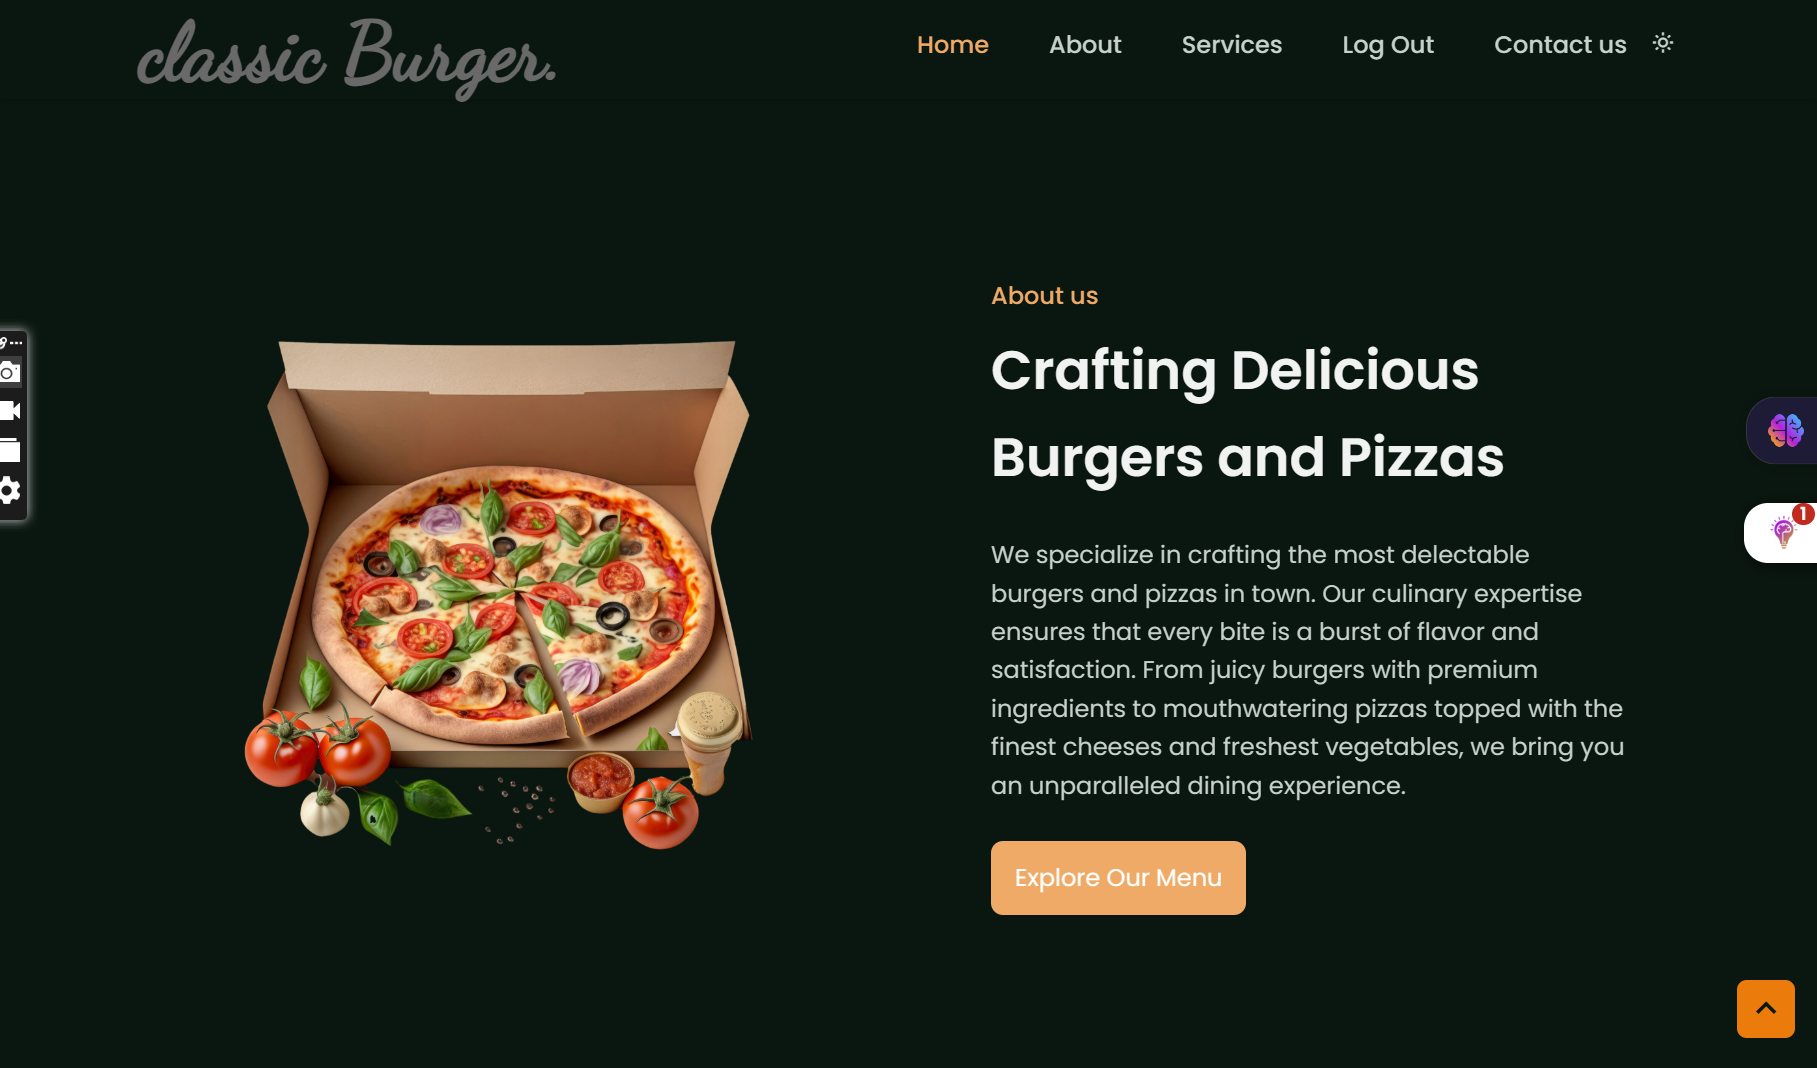 classic Burger.
Home About Services Log Out Contact us
About us
Crafting Delicious
Burgers and Pizzas
We specialize in crafting the most delectable
burgers and pizzas in town. Our culinary expertise
ensures that every bite is a burst of flavor and
satisfaction. From juicy burgers with premium
ingredients to mouthwatering pizzas topped with the
finest cheeses and freshest vegetables, we bring you
an unparalleled dining experience.
Explore Our Menu
1